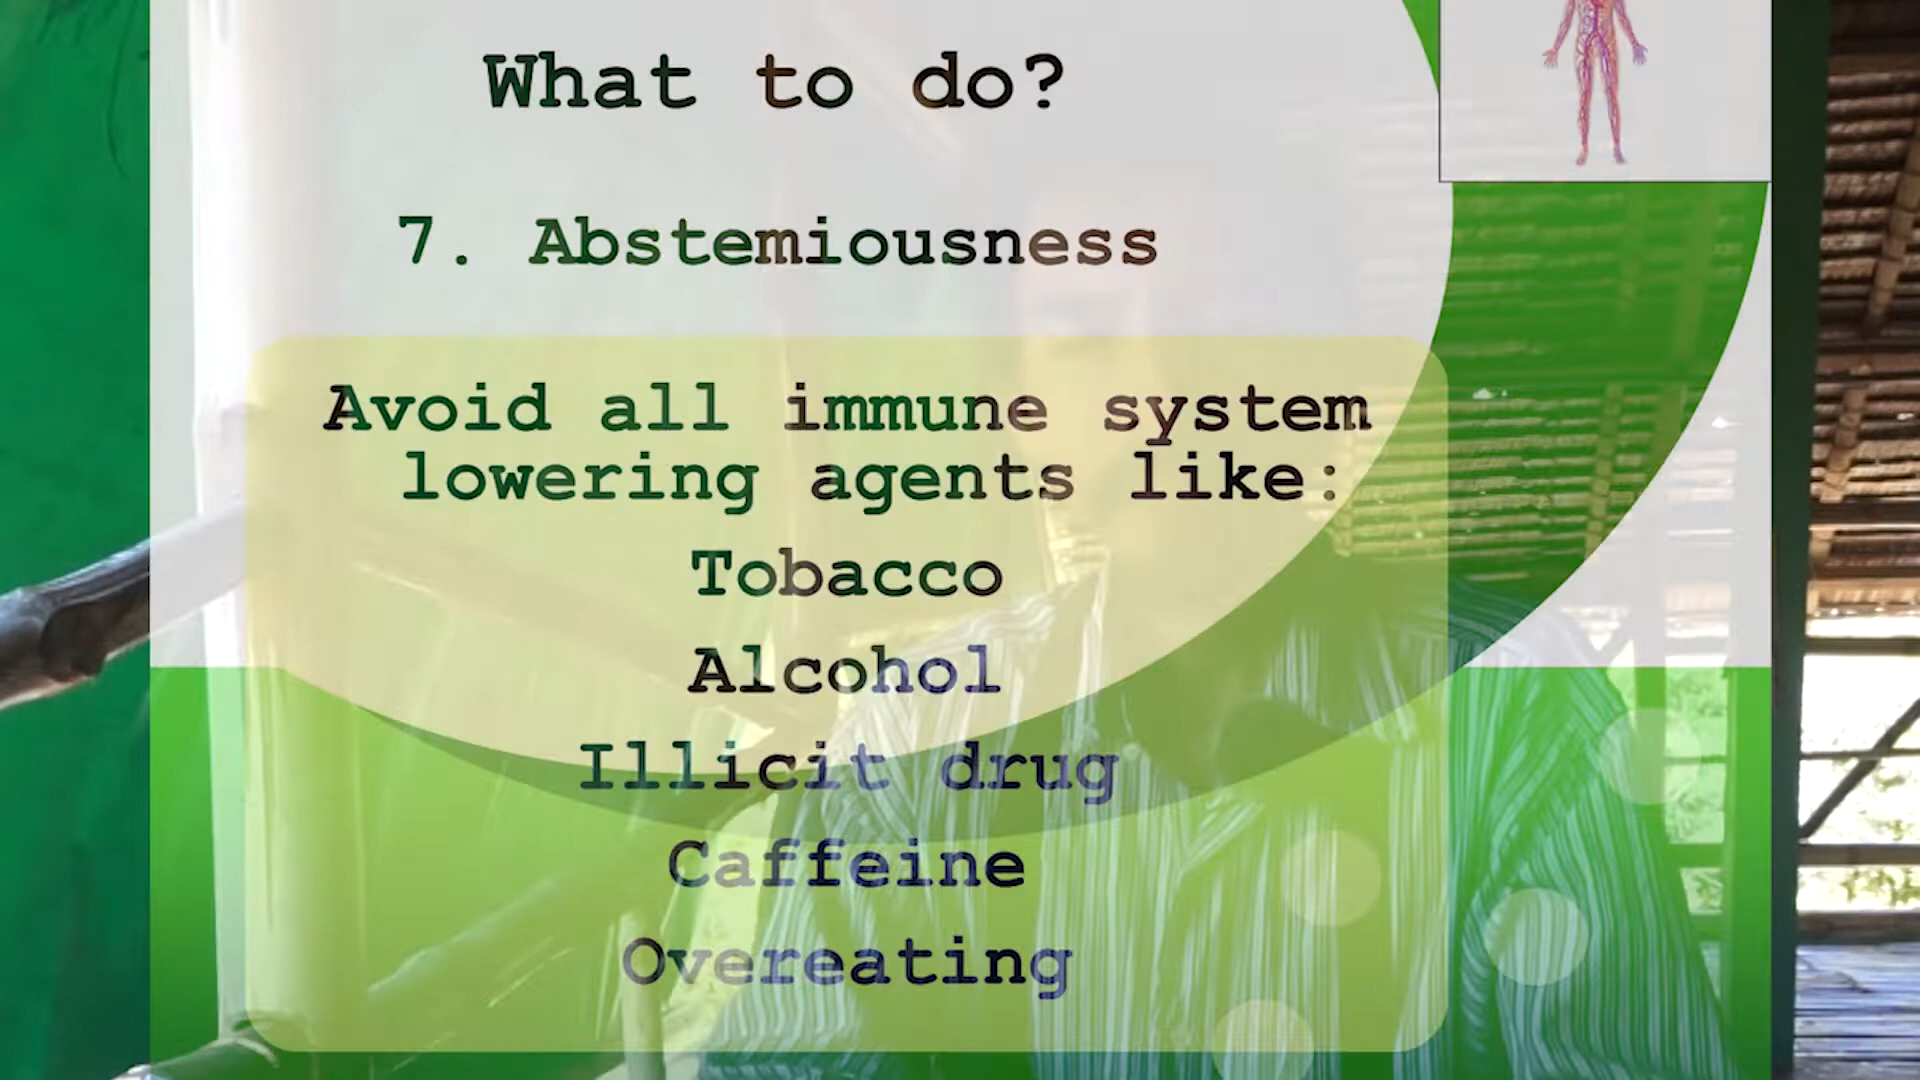 What to do?
7. Abstemiousness
Avoid all immune system
lowering agents like:
Tobacco
Alcohol
Illicit drug
Caffeine
Overeating